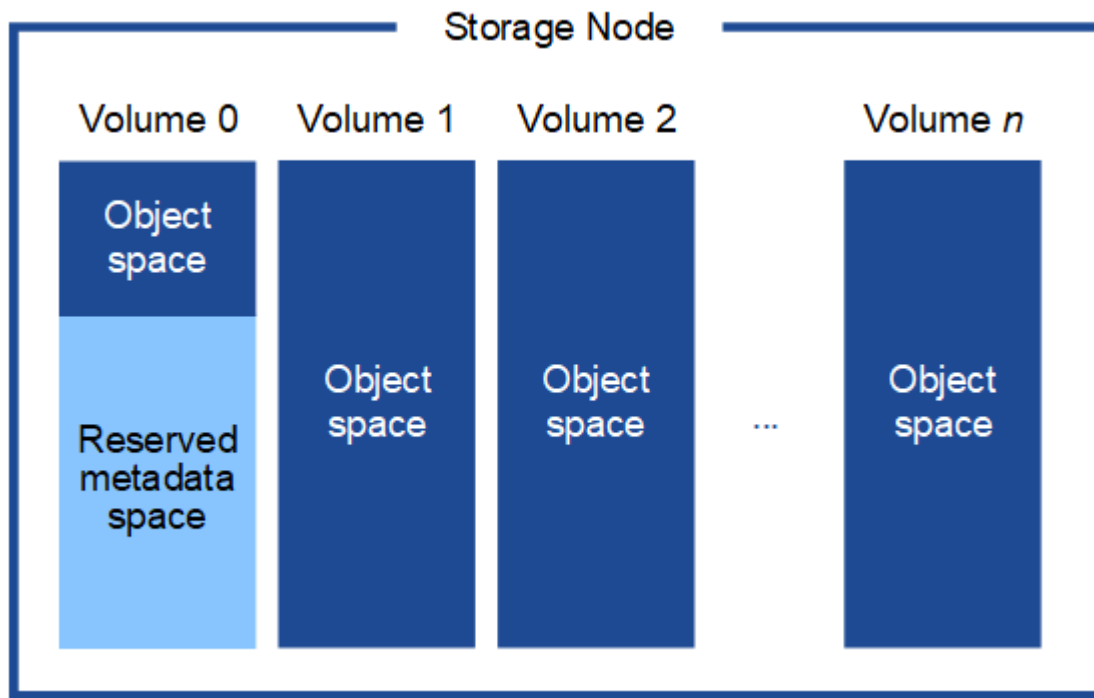 Storage Node
Volume 0
Volume 1
Volume 2
Volume n
Object
space
Reserved
metadata
space
Object
space
Object
space
...
Object
space